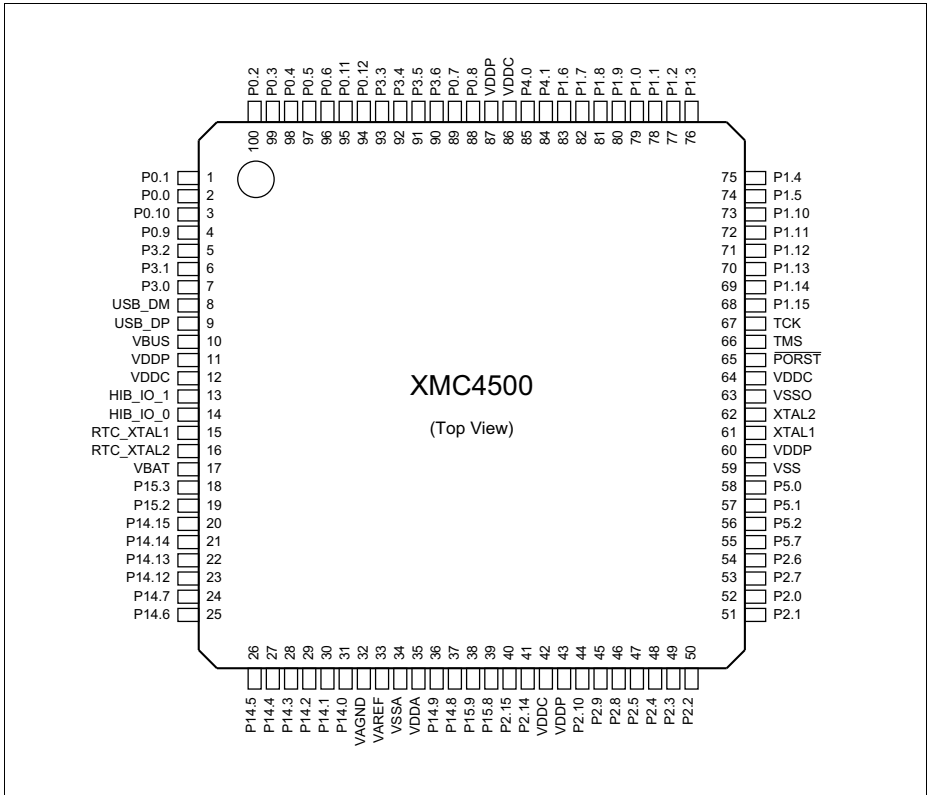 P0.2 P0.3 P0.4 P0.5 P0.6 P0.11 P0.12 P3.3 P3.4 P3.5 P3.6 P0.7 P0.8 VDDP VDDC P4.0 P4.1 P1.6 P1.7 P1.8 P1.9 P1.0 P1.1 P1.2 P1.3
100 99 98 97 96 95 94 93 92 91 90 89 88 87 86 85 84 83 82 81 80 79 78 77 76
P0.1 1 75 P1.4
P0.0 2 74 P1.5
P0.10 3 73 P1.10
P0.9 4 72 P1.11
P3.2 5 71 P1.12
P3.1 6 70 P1.13
P3.0 7 69 P1.14
USB_DM 8 68 P1.15
USB_DP 9 67 TCK
VBUS 10 66 TMS
VDDP 11 65 PORST
VDDC 12 64 VDDC
HIB_IO_1 13 63 VSSO
HIB_IO_0 14 62 XTAL2
RTC_XTAL1 15 61 XTAL1
RTC_XTAL2 16 60 VDDP
VBAT 17 59 VSS
P15.3 18 58 P5.0
P15.2 19 57 P5.1
P14.15 20 56 P5.2
P14.14 21 55 P5.7
P14.13 22 54 P2.6
P14.12 23 53 P2.7
P14.7 24 52 P2.0
P14.6 25 51 P2.1
XMC4500
(Top View)
26 27 28 29 30 31 32 33 34 35 36 37 38 39 40 41 42 43 44 45 46 47 48 49 50
P14.5 P14.4 P14.3 P14.2 P14.1 P14.0 VAGND VAREF VSSA VDDA P14.9 P14.8 P15.9 P15.8 P2.15 P2.14 VDDC VDDP P2.10 P2.9 P2.8 P2.5 P2.4 P2.3 P2.2